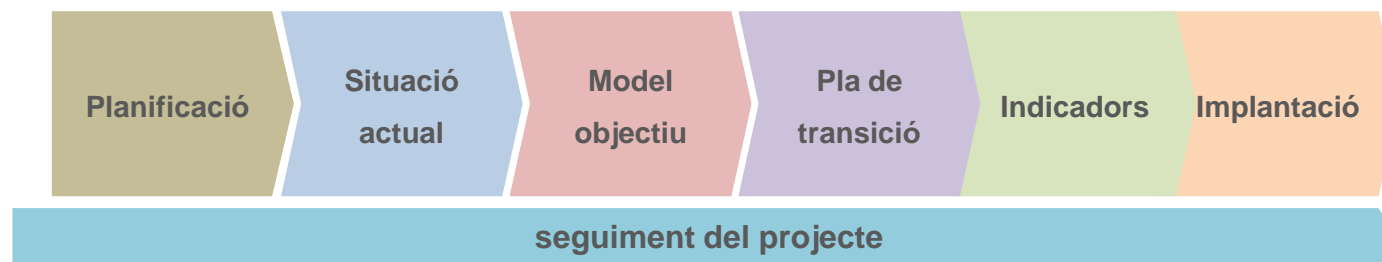 Planificació
Situació
actual
Model
objectiu
Pla de
transició
Indicadors
Implantació
seguiment del projecte